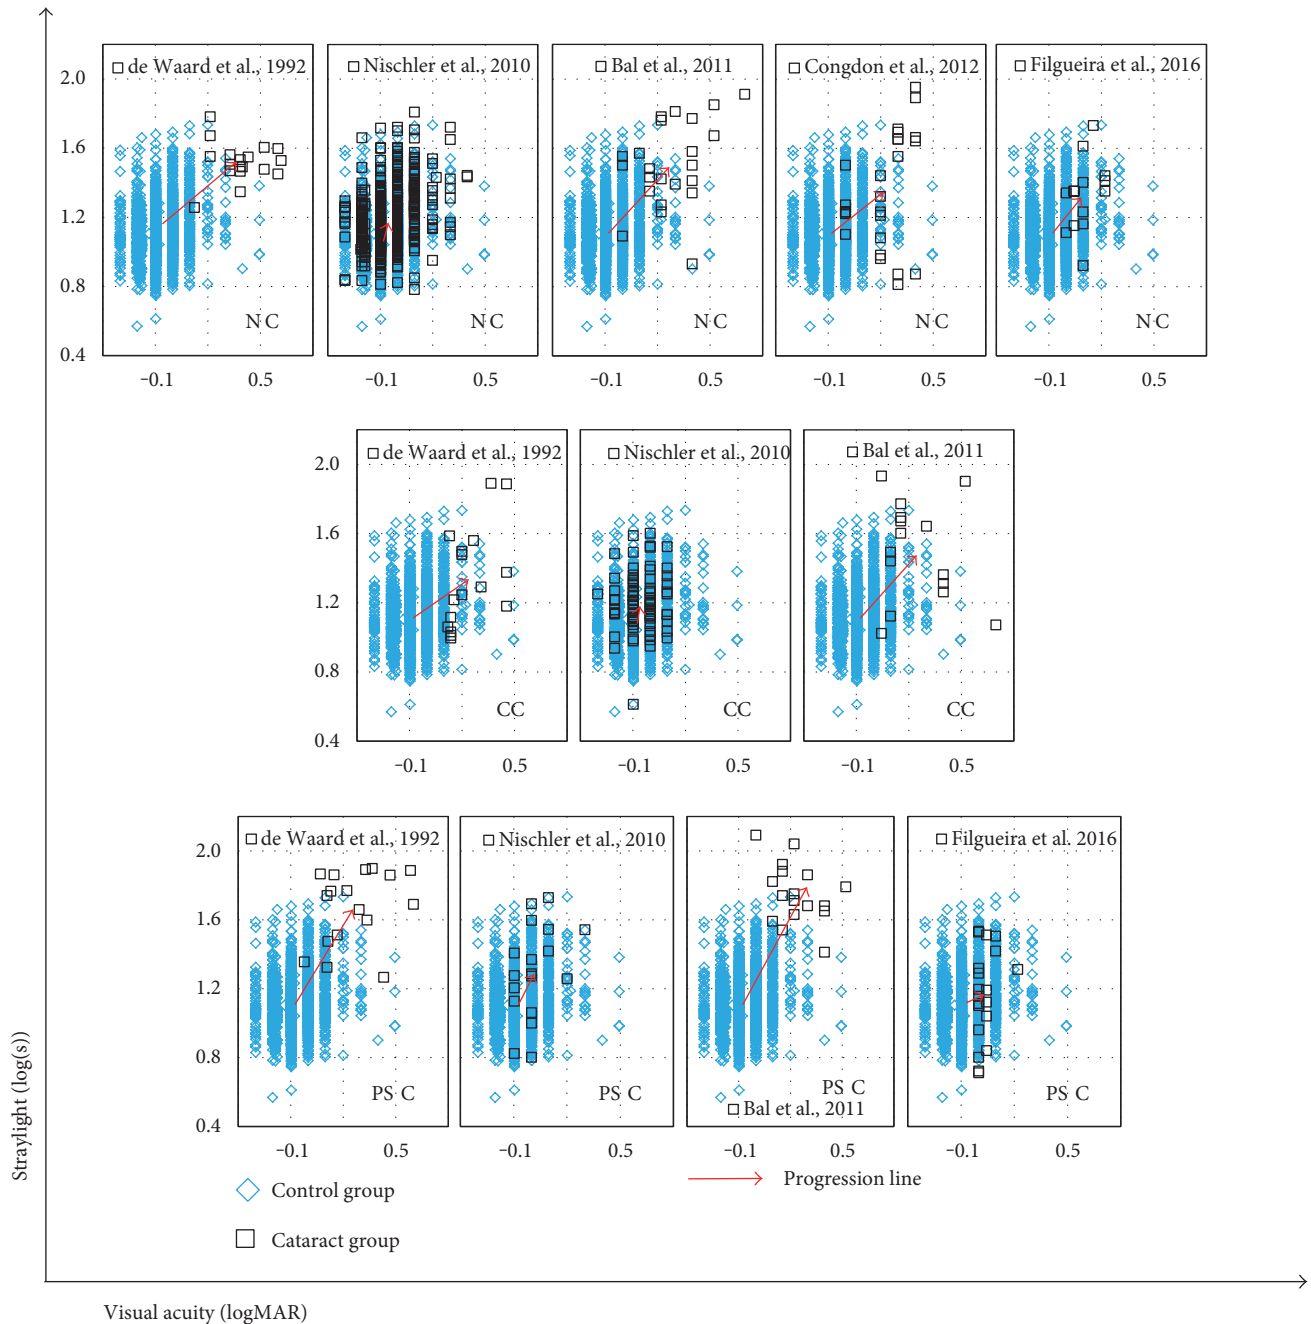 de Waard et al., 1992
Nischler et al., 2010
Bal et al., 2011
Congdon et al., 2012
Filgueira et al., 2016
2.0
1.6
1.2
0.8
0.4
NC
NC
NC
NC
NC
-0.1 0.5
-0.1 0.5
-0.1 0.5
-0.1 0.5
-0.1 0.5
de Waard et al., 1992
Nischler et al., 2010
Bal et al., 2011
2.0
1.6
1.2
0.8
0.4
CC
CC
CC
-0.1 0.5
-0.1 0.5
-0.1 0.5
de Waard et al., 1992
Nischler et al., 2010
Filgueira et al. 2016
2.0
1.6
1.2
0.8
0.4
PS C
PS C
PS C
Bal et al., 2011
PS C
-0.1 0.5
-0.1 0.5
-0.1 0.5
-0.1 0.5
Straylight (log(s))
Control group
Progression line
Cataract group
Visual acuity (logMAR)